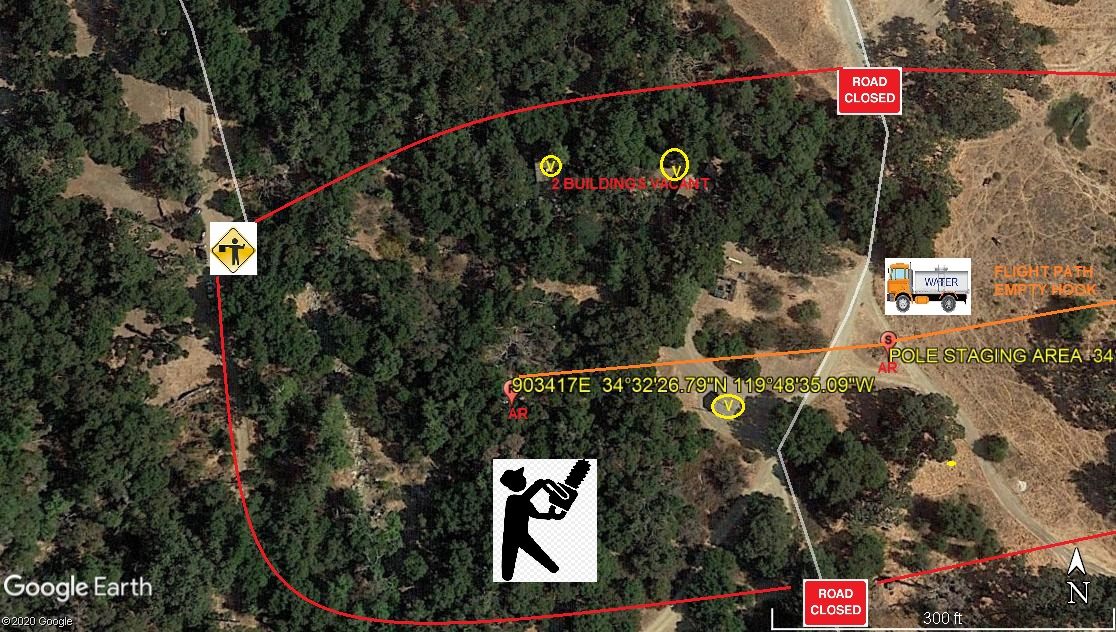 ROAD
CLOSED
V
V
2 BUILDINGS VACANT
FLIGHT PATH
EMPTY HOOK
WATER
S
POLE STAGING AREA 34
AR
903417E 34°32'26.79"N 119°48'35.09"W
AR
V
Google Earth
©2020 Google
ROAD
CLOSED
N
300 ft